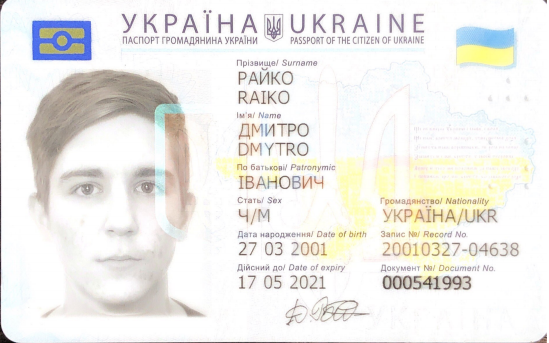 УКРАЇНА UKRAINE
ПАСПОРТ ГРОМАДЯНИНА УКРАЇНИ PASSPORT OF THE CITIZEN OF UKRAINE
Прізвище/ Surname
РАЙКО
RAIKO
Ім'я/ Name
ДМИТРО
DMYTRO
По батькові/ Patronymic
ІВАНОВИЧ
Стать/ Sex
Ч/М
Громадянство/ Nationality
УКРАЇНА/UKR
Дата народження/ Date of birth
27 03 2001
Запис №/ Record No.
20010327-04638
Дійсний до/ Date of expiry
17 05 2021
Документ №/ Document No.
000541993